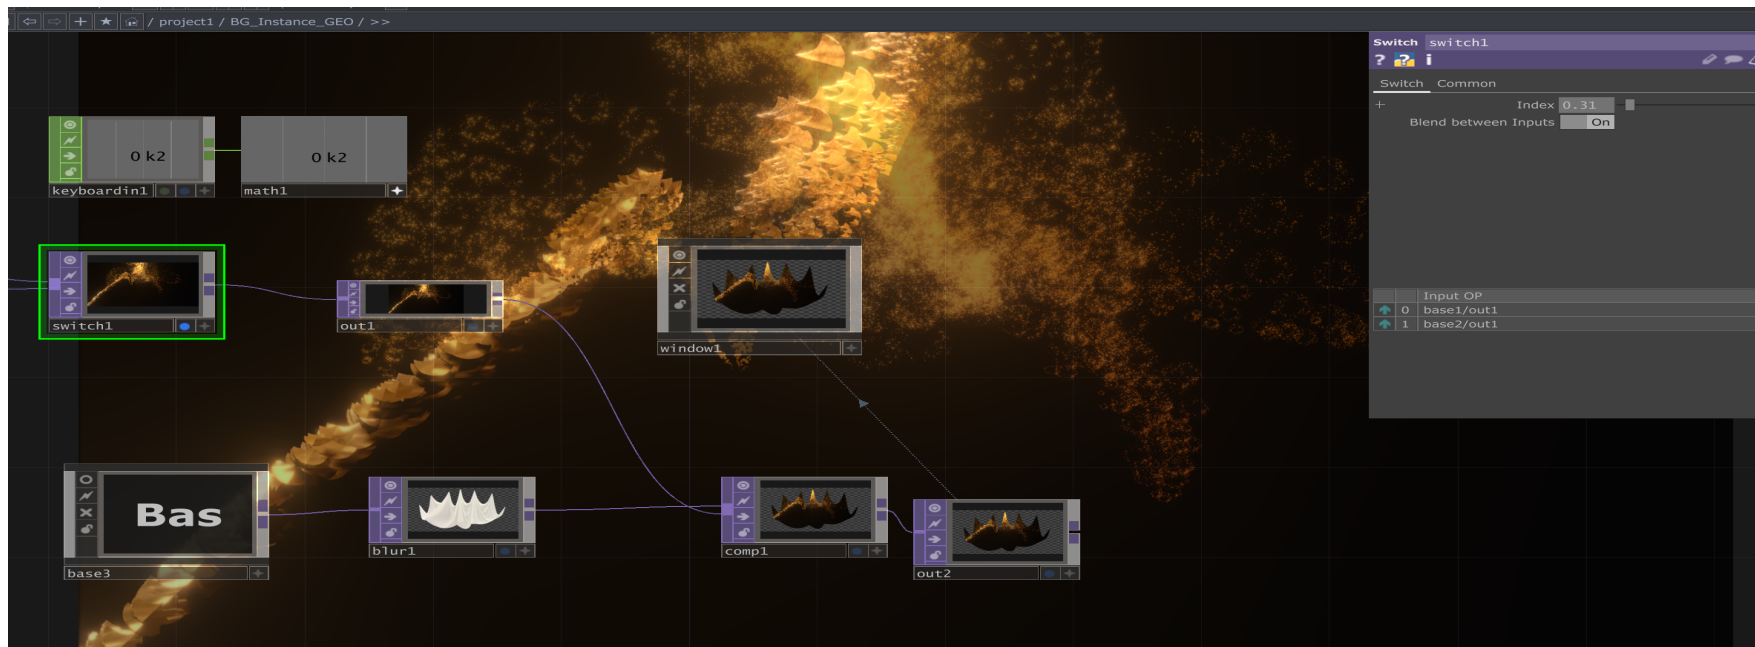 / project1 / BG_Instance_GEO / >>
Switch switch1
? ? i
Switch Common
+ Index 0.31
Blend between Inputs On
0 k2
0 k2
keyboardin1
math1
switch1
out1
window1
Input OP
0 base1/out1
1 base2/out1
Bas
base3
blur1
comp1
out2